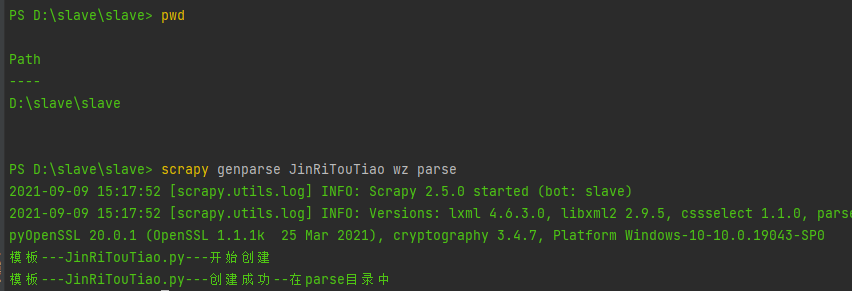 PS D:\slave\slave> pwd
Path
----
D:\slave\slave
PS D:\slave\slave> scrapy genparse JinRiTouTiao wz parse
2021-09-09 15:17:52 [scrapy.utils.log] INFO: Scrapy 2.5.0 started (bot: slave)
2021-09-09 15:17:52 [scrapy.utils.log] INFO: Versions: lxml 4.6.3.0, libxml2 2.9.5, cssselect 1.1.0, parse
pyOpenSSL 20.0.1 (OpenSSL 1.1.1k  25 Mar 2021), cryptography 3.4.7, Platform Windows-10-10.0.19043-SP0
模板---JinRiTouTiao.py---开始创建
模板---JinRiTouTiao.py---创建成功--在parse目录中